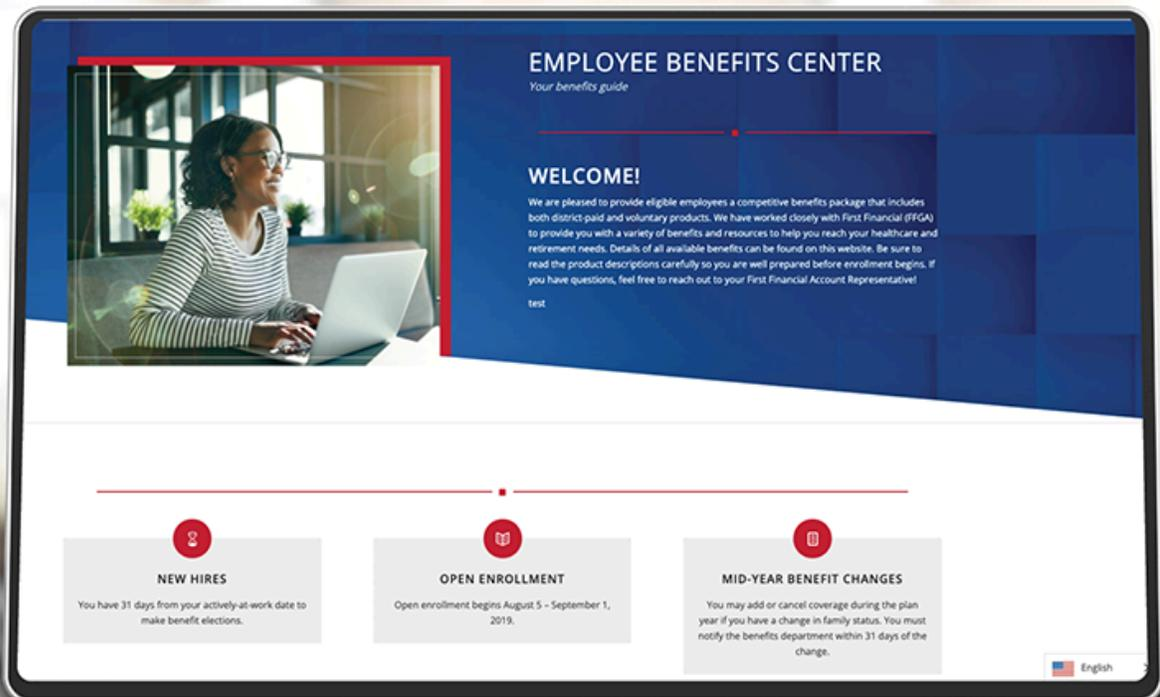 EMPLOYEE BENEFITS CENTER
Your benefits guide
WELCOME!
We are pleased to provide eligible employees a competitive benefits package that includes
both district-paid and voluntary products. We have worked closely with First Financial (FFGA)
to provide you with a variety of benefits and resources to help you reach your healthcare and
retirement needs. Details of all available benefits can be found on this website. Be sure to
read the product descriptions carefully so you are well prepared before enrollment begins. If
you have questions, feel free to reach out to your First Financial Account Representative!
test
NEW HIRES
You have 31 days from your actively-at-work date to
make benefit elections.
OPEN ENROLLMENT
Open enrollment begins August 5 – September 1,
2019.
MID-YEAR BENEFIT CHANGES
You may add or cancel coverage during the plan
year if you have a change in family status. You must
notify the benefits department within 31 days of the
change.
English